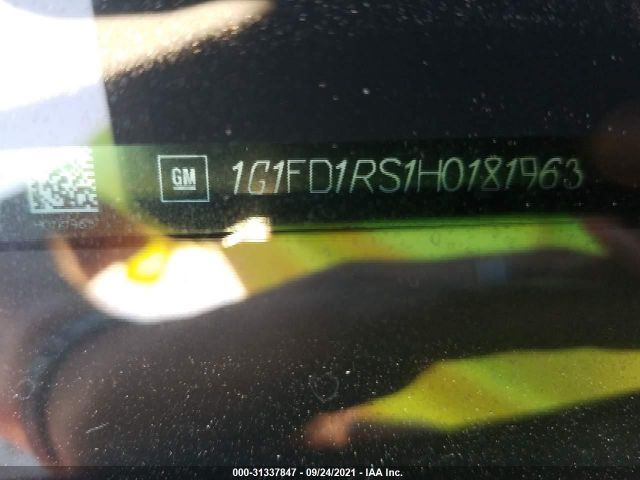 GM 1G1FD1RS1H0181963
000-31337847 - 09/24/2021 - IAA Inc.